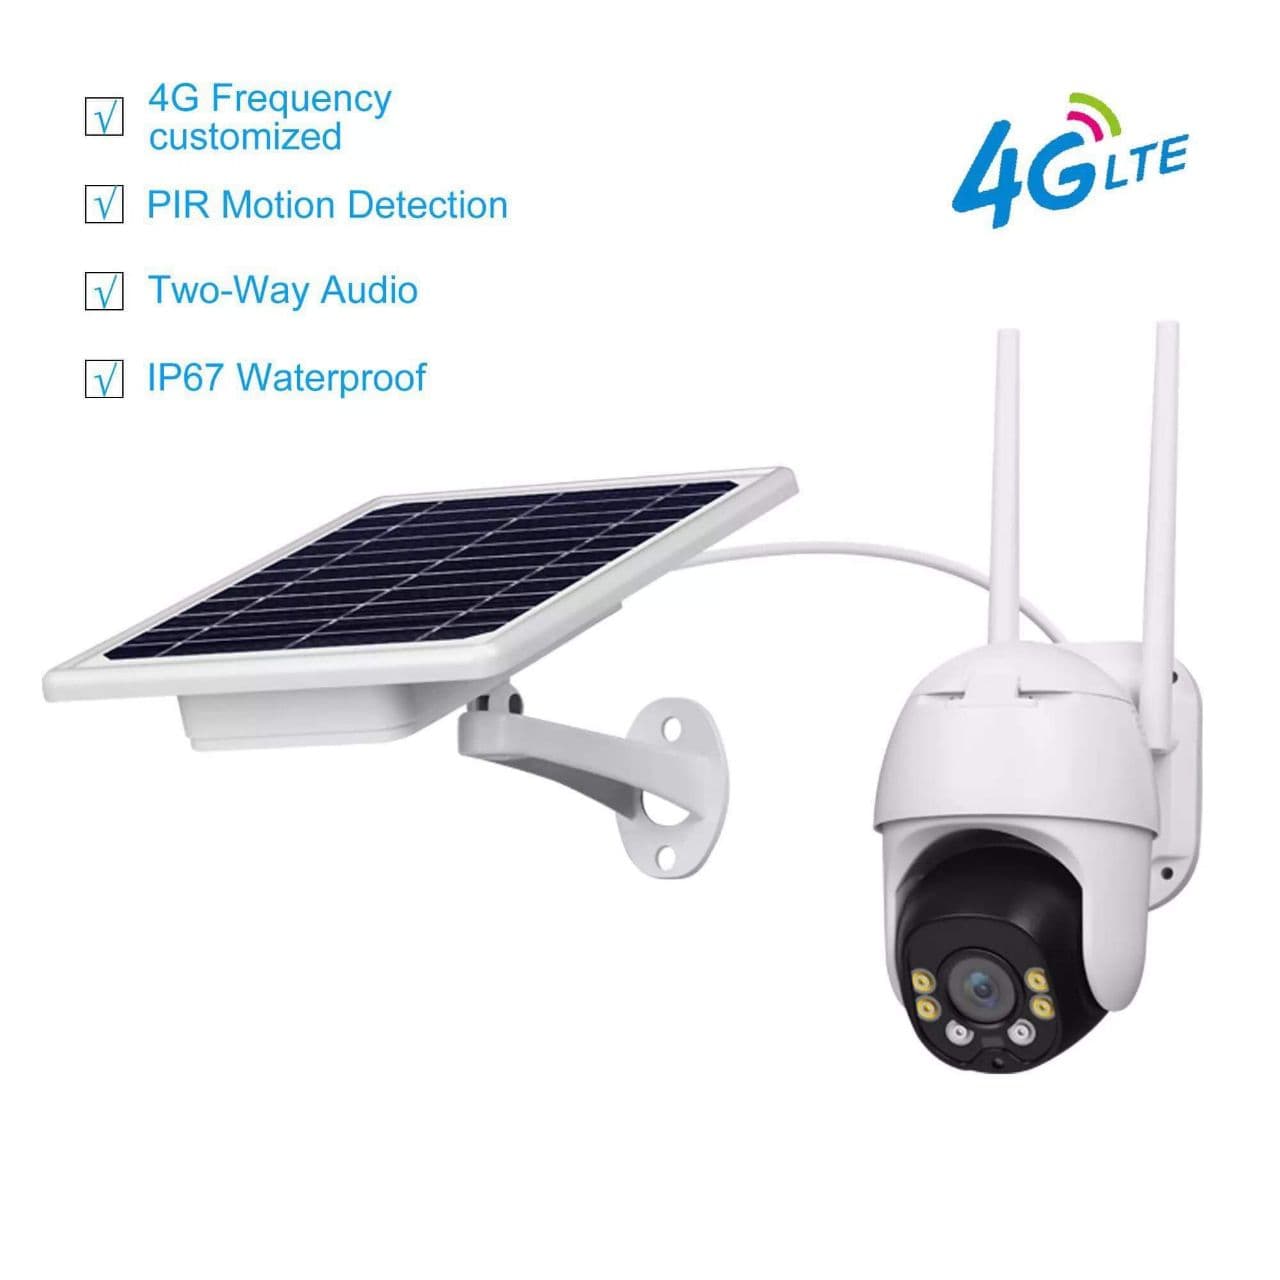 √ 4G Frequency
customized
√ PIR Motion Detection
√ Two-Way Audio
√ IP67 Waterproof
4G LTE